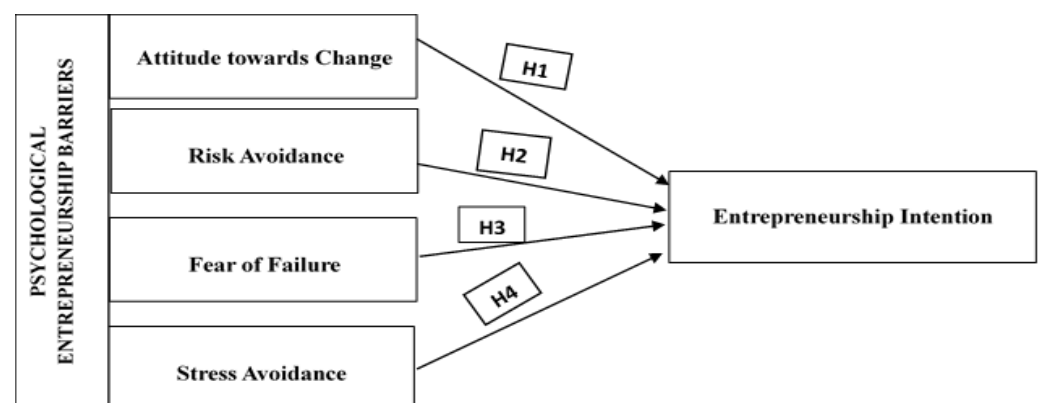 PSYCHOLOGICAL
ENTREPRENEURSHIP BARRIERS
Attitude towards Change
Risk Avoidance
Fear of Failure
Stress Avoidance
H1
H2
H3
H4
Entrepreneurship Intention